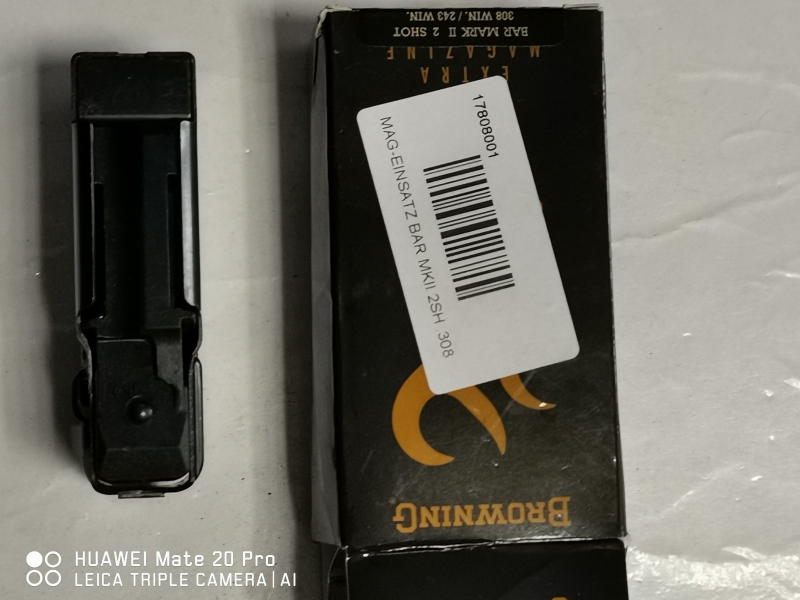 308 WIN. / 243 WIN.
BAR MARK II 2 SHOT
MAGAZINE
EXTRA
17808001
MAG-EINSATZ BAR MKII 2SH .308
BROWNING
HUAWEI Mate 20 Pro
LEICA TRIPLE CAMERA | AI